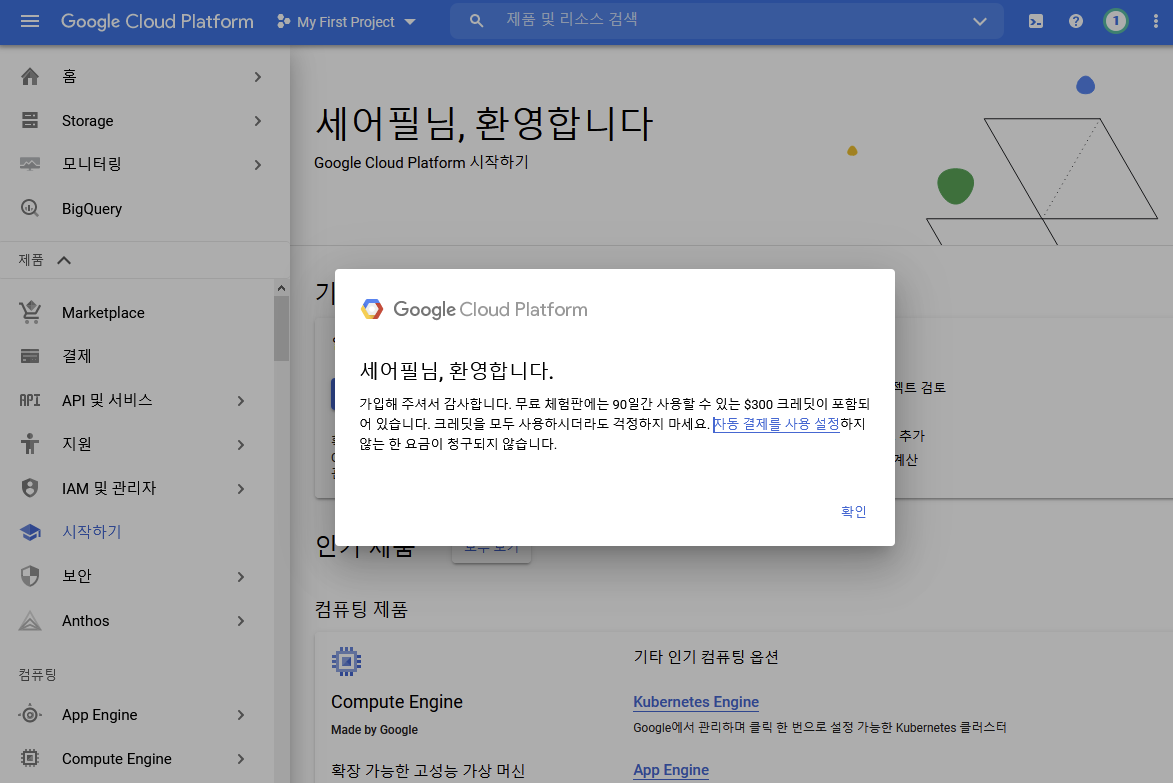 Google Cloud Platform
My First Project
제품 및 리소스 검색
1
홈
Storage
모니터링
BigQuery
제품
Marketplace
결제
API
API 및 서비스
지원
IAM 및 관리자
시작하기
보안
Anthos
컴퓨팅
App Engine
Compute Engine
세어필님, 환영합니다
Google Cloud Platform 시작하기
Google Cloud Platform
세어필님, 환영합니다.
가입해 주셔서 감사합니다. 무료 체험판에는 90일간 사용할 수 있는 $300 크레딧이 포함되
어 있습니다. 크레딧을 모두 사용하시더라도 걱정하지 마세요. 자동 결제를 사용 설정하지
않는 한 요금이 청구되지 않습니다.
확인
젝트 검토
추가
계산
인기 제품
모두 보기
컴퓨팅 제품
Compute Engine
Made by Google
확장 가능한 고성능 가상 머신
기타 인기 컴퓨팅 옵션
Kubernetes Engine
Google에서 관리하며 클릭 한 번으로 설정 가능한 Kubernetes 클러스터
App Engine